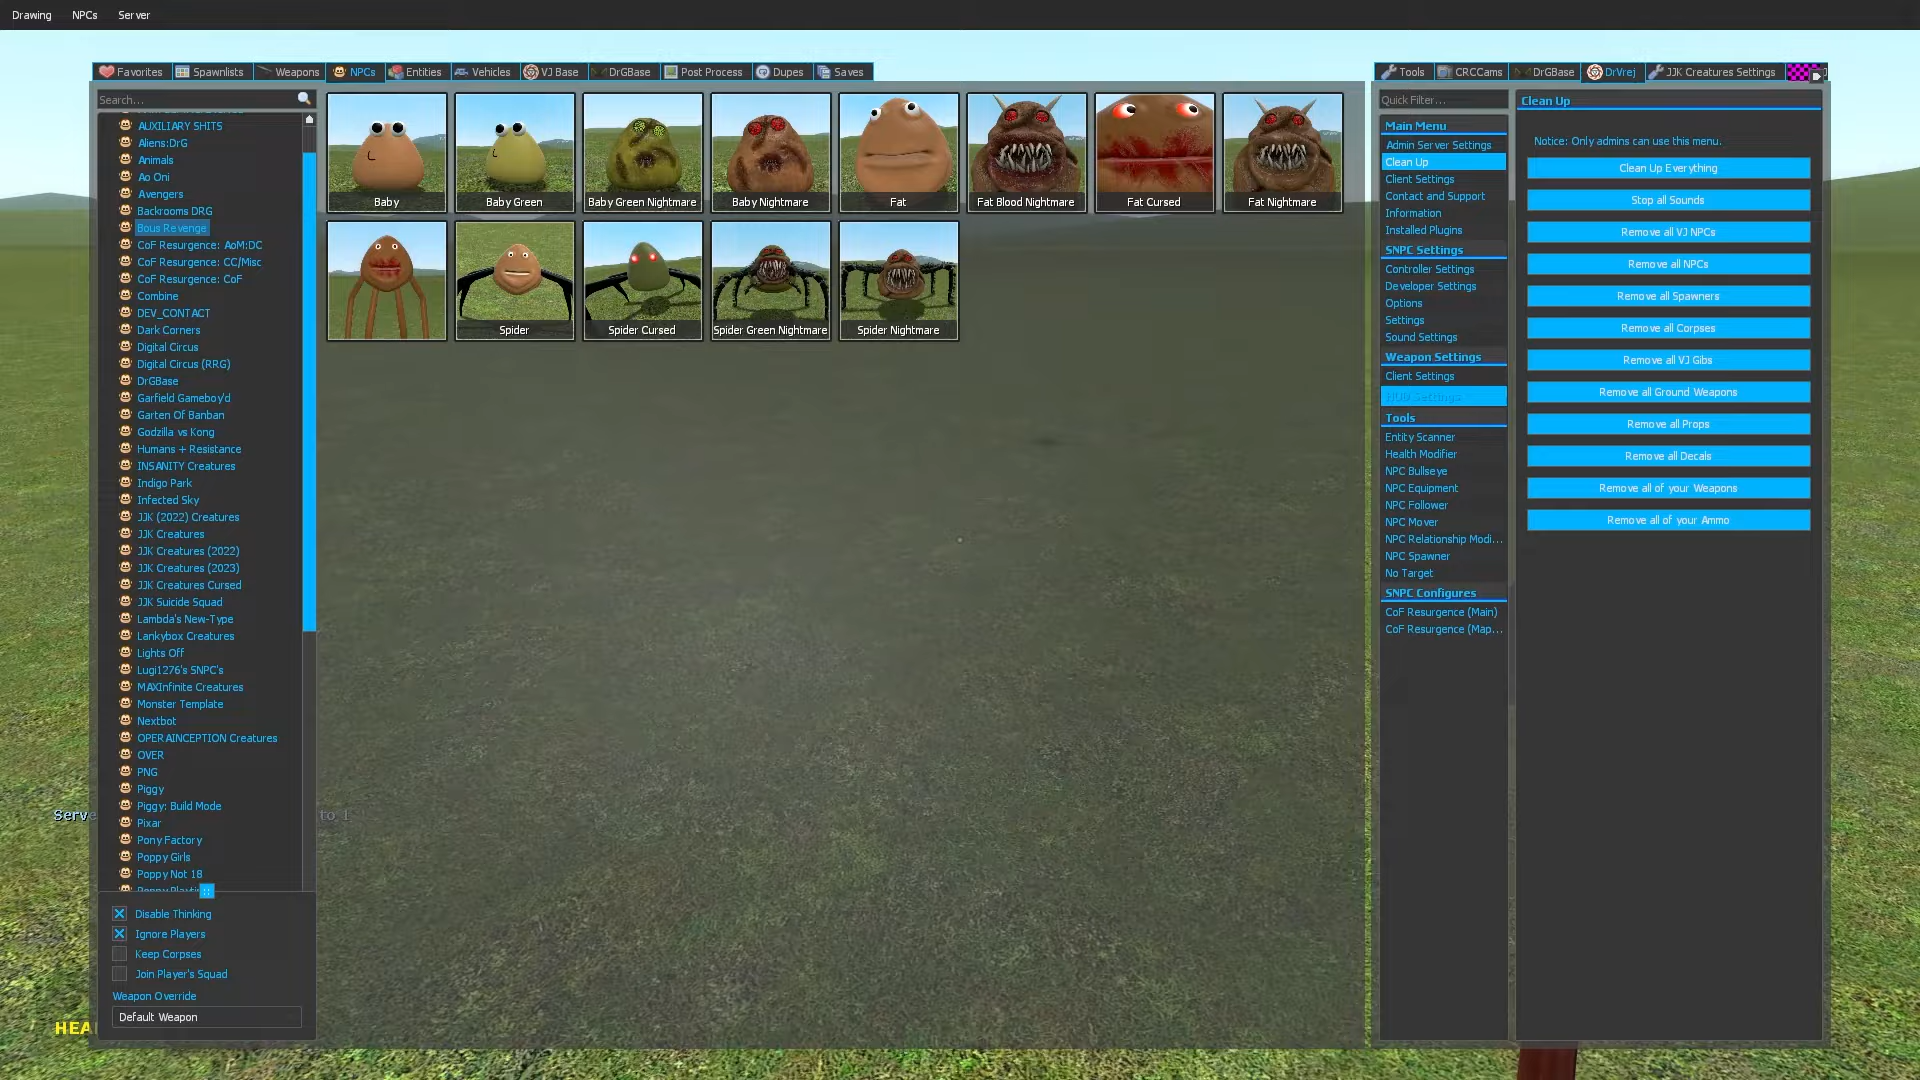 Drawing NPCs Server
Favorites Spawnlists Weapons NPCs Entities Vehicles VJ Base DrGBase Post Process Dupes Saves
Search...
AUXILIARY SHITS
Aliens:DrG
Animals
Ao Oni
Avengers
Backrooms DRG
Bous Revenge
CoF Resurgence: AoM:DC
CoF Resurgence: CC/Misc
CoF Resurgence: CoF
Combine
DEV_CONTACT
Dark Corners
Digital Circus
Digital Circus (RRG)
DrGBase
Garfield Gameboy'd
Garten Of Banban
Godzilla vs Kong
Humans + Resistance
INSANITY Creatures
Indigo Park
Infected Sky
JJK (2022) Creatures
JJK Creatures
JJK Creatures (2022)
JJK Creatures (2023)
JJK Creatures Cursed
JJK Suicide Squad
Lambda's New-Type
Lankybox Creatures
Lights Off
Lugi1276's SNPC's
MAXInfinite Creatures
Monster Template
Nextbot
OPERAINCEPTION Creatures
OVER
PNG
Piggy
Piggy: Build Mode
Pixar
Pony Factory
Poppy Girls
Poppy Not 18
Disable Thinking
Ignore Players
Keep Corpses
Join Player's Squad
Weapon Override
Default Weapon
Baby
Baby Green
Baby Green Nightmare
Baby Nightmare
Fat
Fat Blood Nightmare
Fat Cursed
Fat Nightmare
Spider
Spider Cursed
Spider Green Nightmare
Spider Nightmare
Tools CRCCams DrGBase DrVrej JJK Creatures Settings
Quick Filter...
Main Menu
Admin Server Settings
Clean Up
Client Settings
Contact and Support
Information
Installed Plugins
SNPC Settings
Controller Settings
Developer Settings
Options
Settings
Sound Settings
Weapon Settings
Client Settings
HUD Settings
Tools
Entity Scanner
Health Modifier
NPC Bullseye
NPC Equipment
NPC Follower
NPC Mover
NPC Relationship Modi...
NPC Spawner
No Target
SNPC Configures
CoF Resurgence (Main)
CoF Resurgence (Map...
Clean Up
Notice: Only admins can use this menu.
Clean Up Everything
Stop all Sounds
Remove all VJ NPCs
Remove all NPCs
Remove all Spawners
Remove all Corpses
Remove all VJ Gibs
Remove all Ground Weapons
Remove all Props
Remove all Decals
Remove all of your Weapons
Remove all of your Ammo
Serve
to
HEA